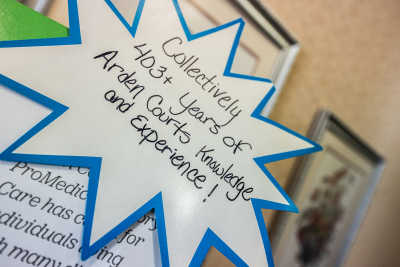 Collectively
403+ Years of
Arden Courts Knowledge
and Experience!
ProMedic
Care has c for
individuals
h many